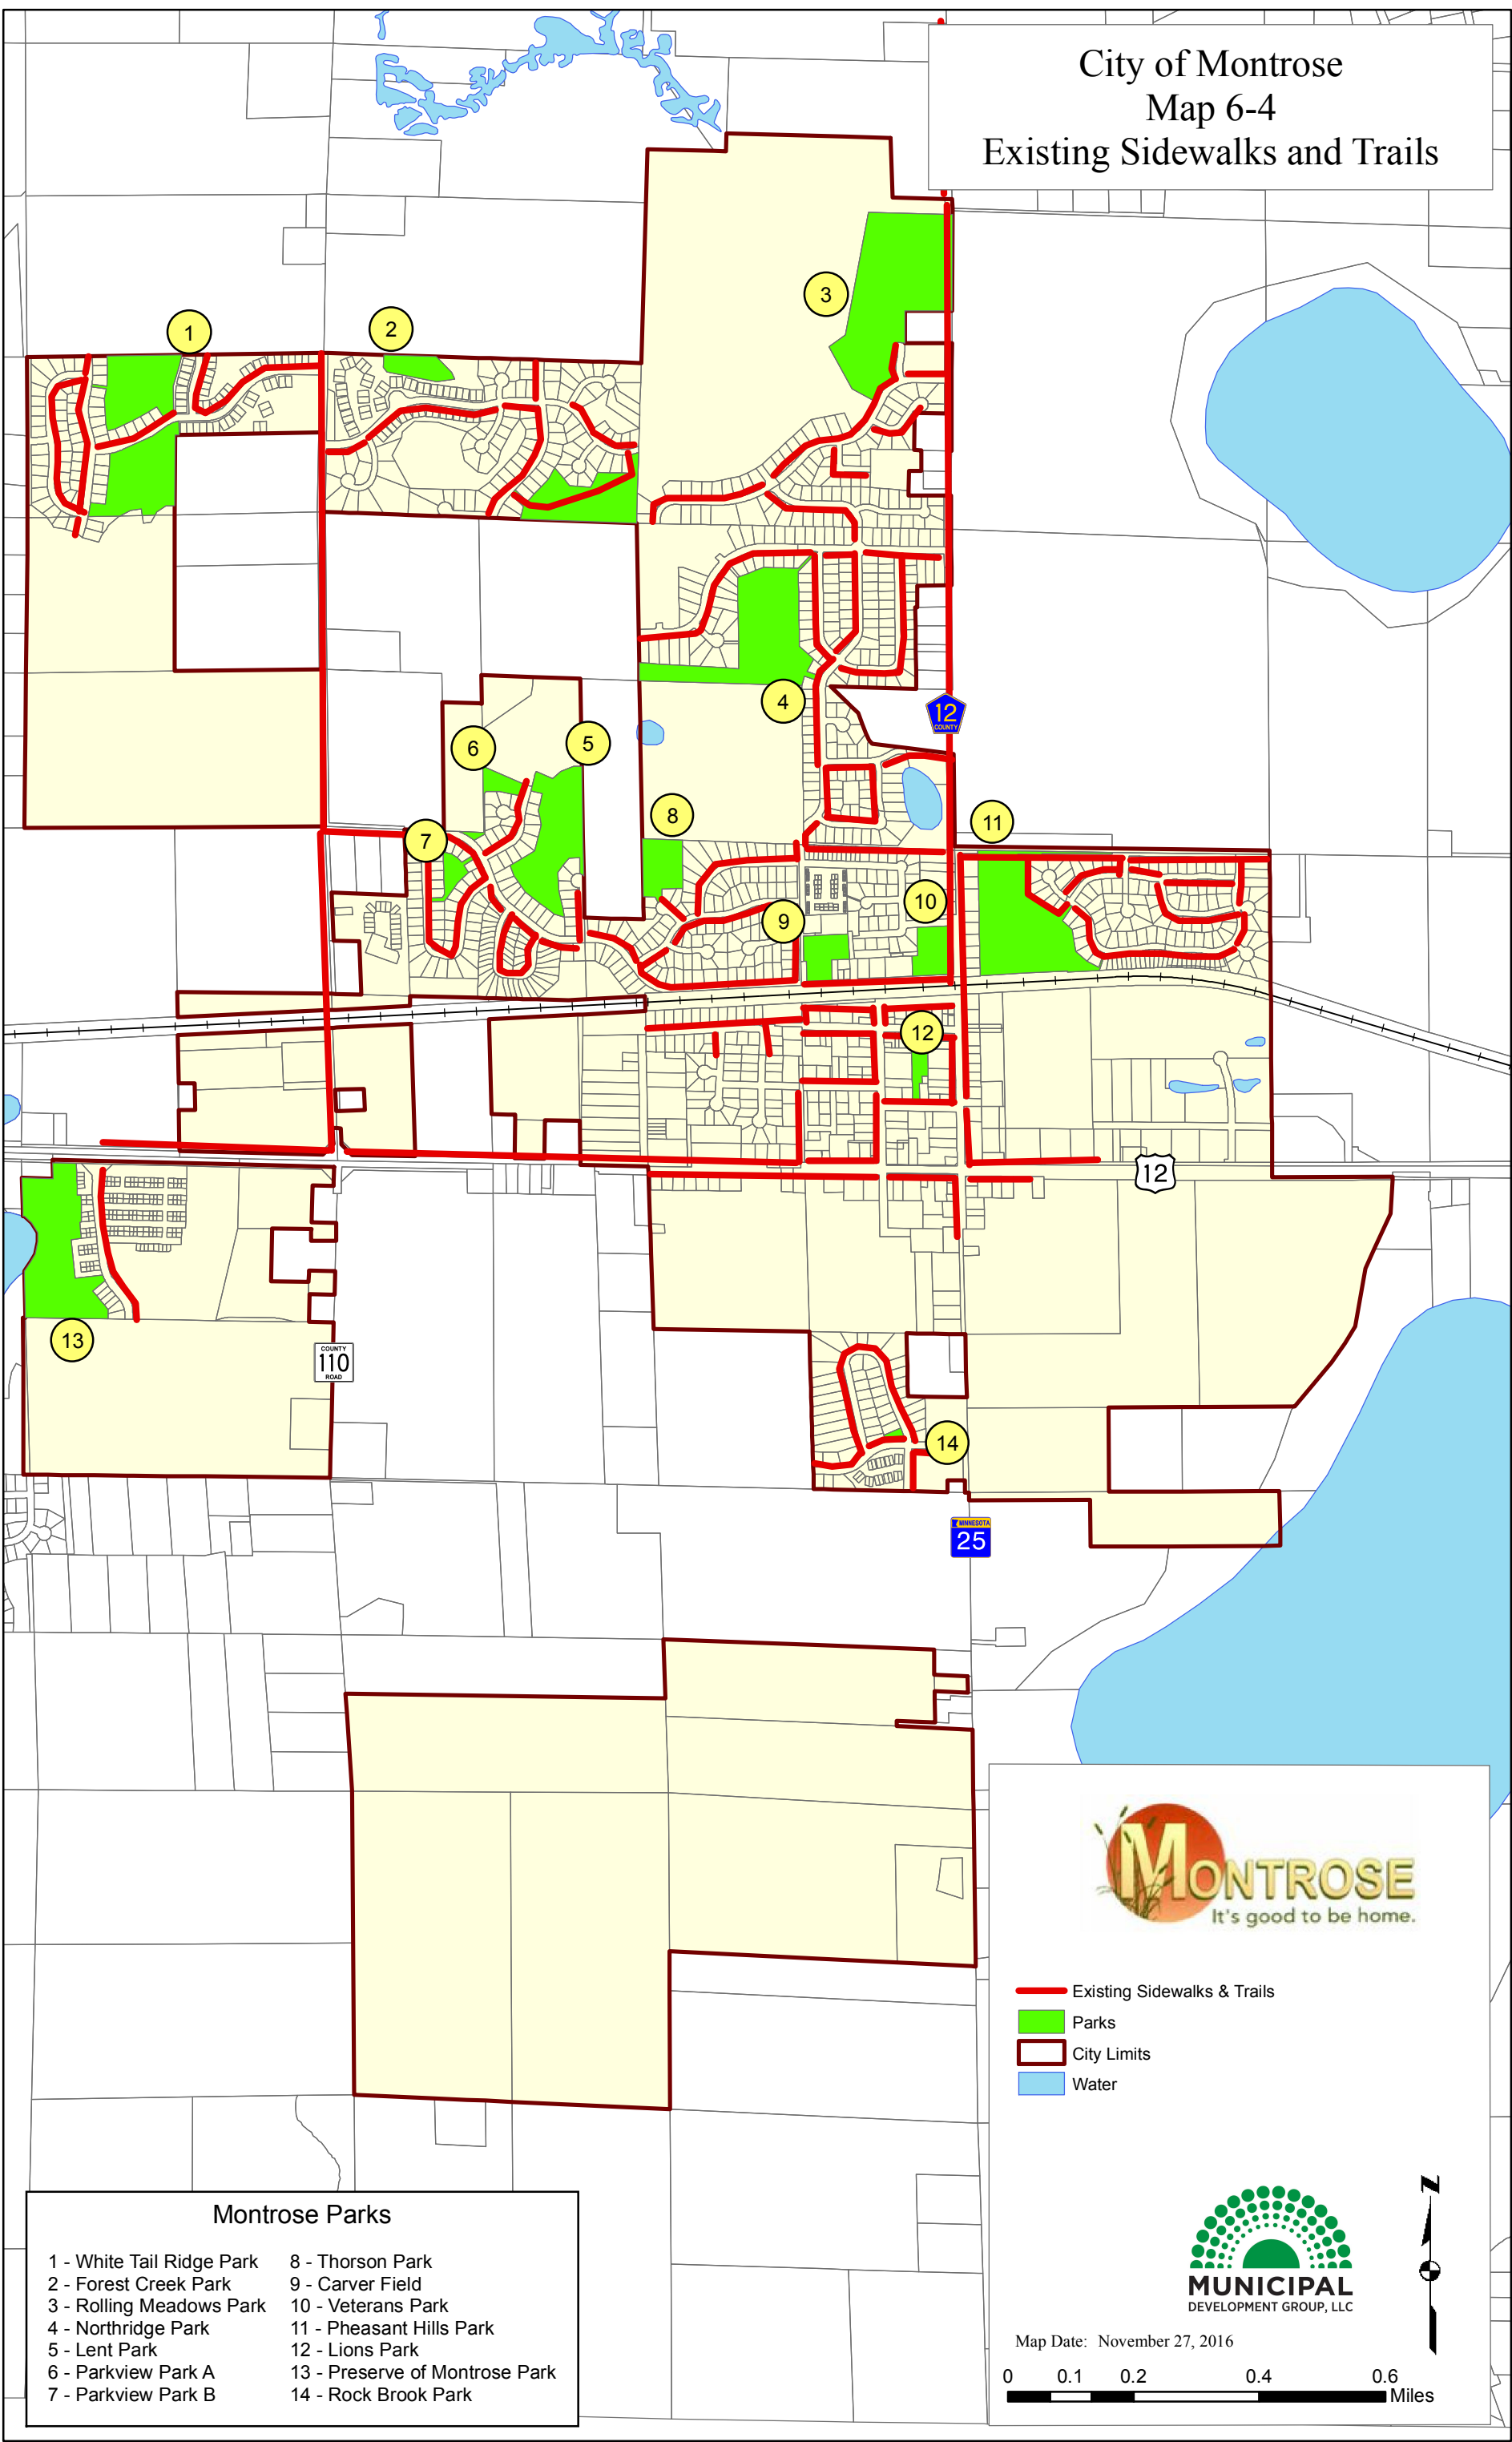 City of Montrose
Map 6-4
Existing Sidewalks and Trails
1
2
3
4
12
COUNTY
5
6
7
8
9
10
11
12
12
13
COUNTY
110
ROAD
14
MINNESOTA
25
MONTROSE
It's good to be home.
Existing Sidewalks & Trails
Parks
City Limits
Water
N
MUNICIPAL
DEVELOPMENT GROUP, LLC
Map Date: November 27, 2016
0 0.1 0.2 0.4 0.6
Miles
Montrose Parks
1 - White Tail Ridge Park
2 - Forest Creek Park
3 - Rolling Meadows Park
4 - Northridge Park
5 - Lent Park
6 - Parkview Park A
7 - Parkview Park B
8 - Thorson Park
9 - Carver Field
10 - Veterans Park
11 - Pheasant Hills Park
12 - Lions Park
13 - Preserve of Montrose Park
14 - Rock Brook Park